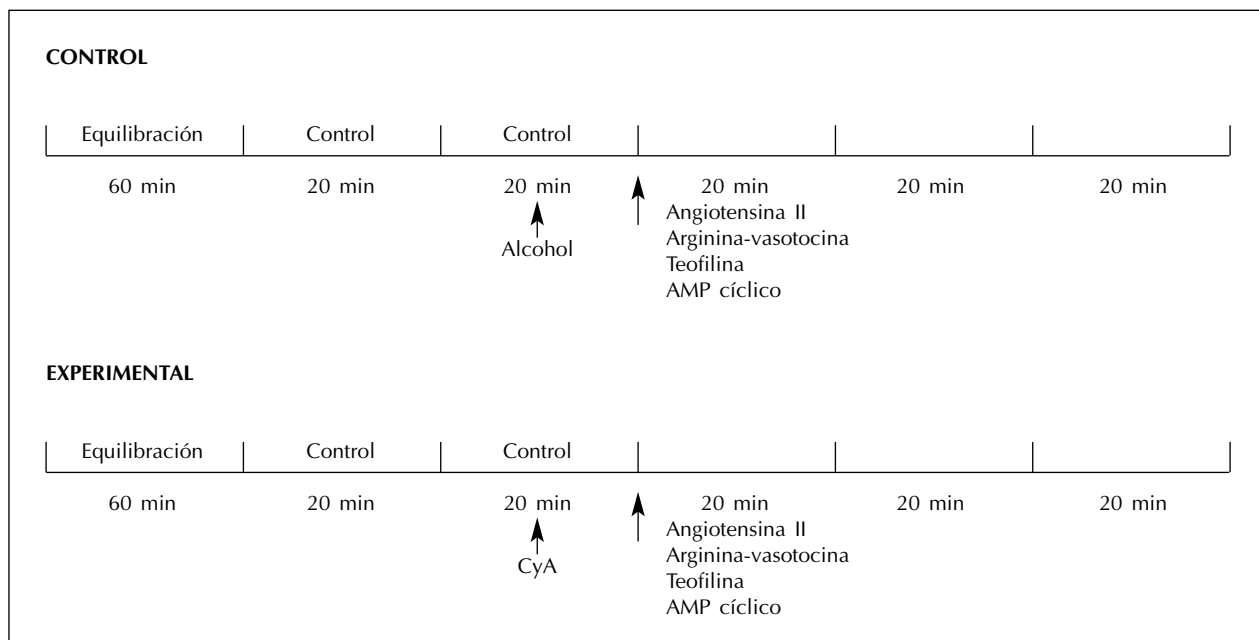 CONTROL
Equilibración Control Control
60 min 20 min 20 min 20 min 20 min 20 min
Alcohol
Angiotensina II
Arginina-vasotocina
Teofilina
AMP cíclico
EXPERIMENTAL
Equilibración Control Control
60 min 20 min 20 min 20 min 20 min 20 min
CyA
Angiotensina II
Arginina-vasotocina
Teofilina
AMP cíclico